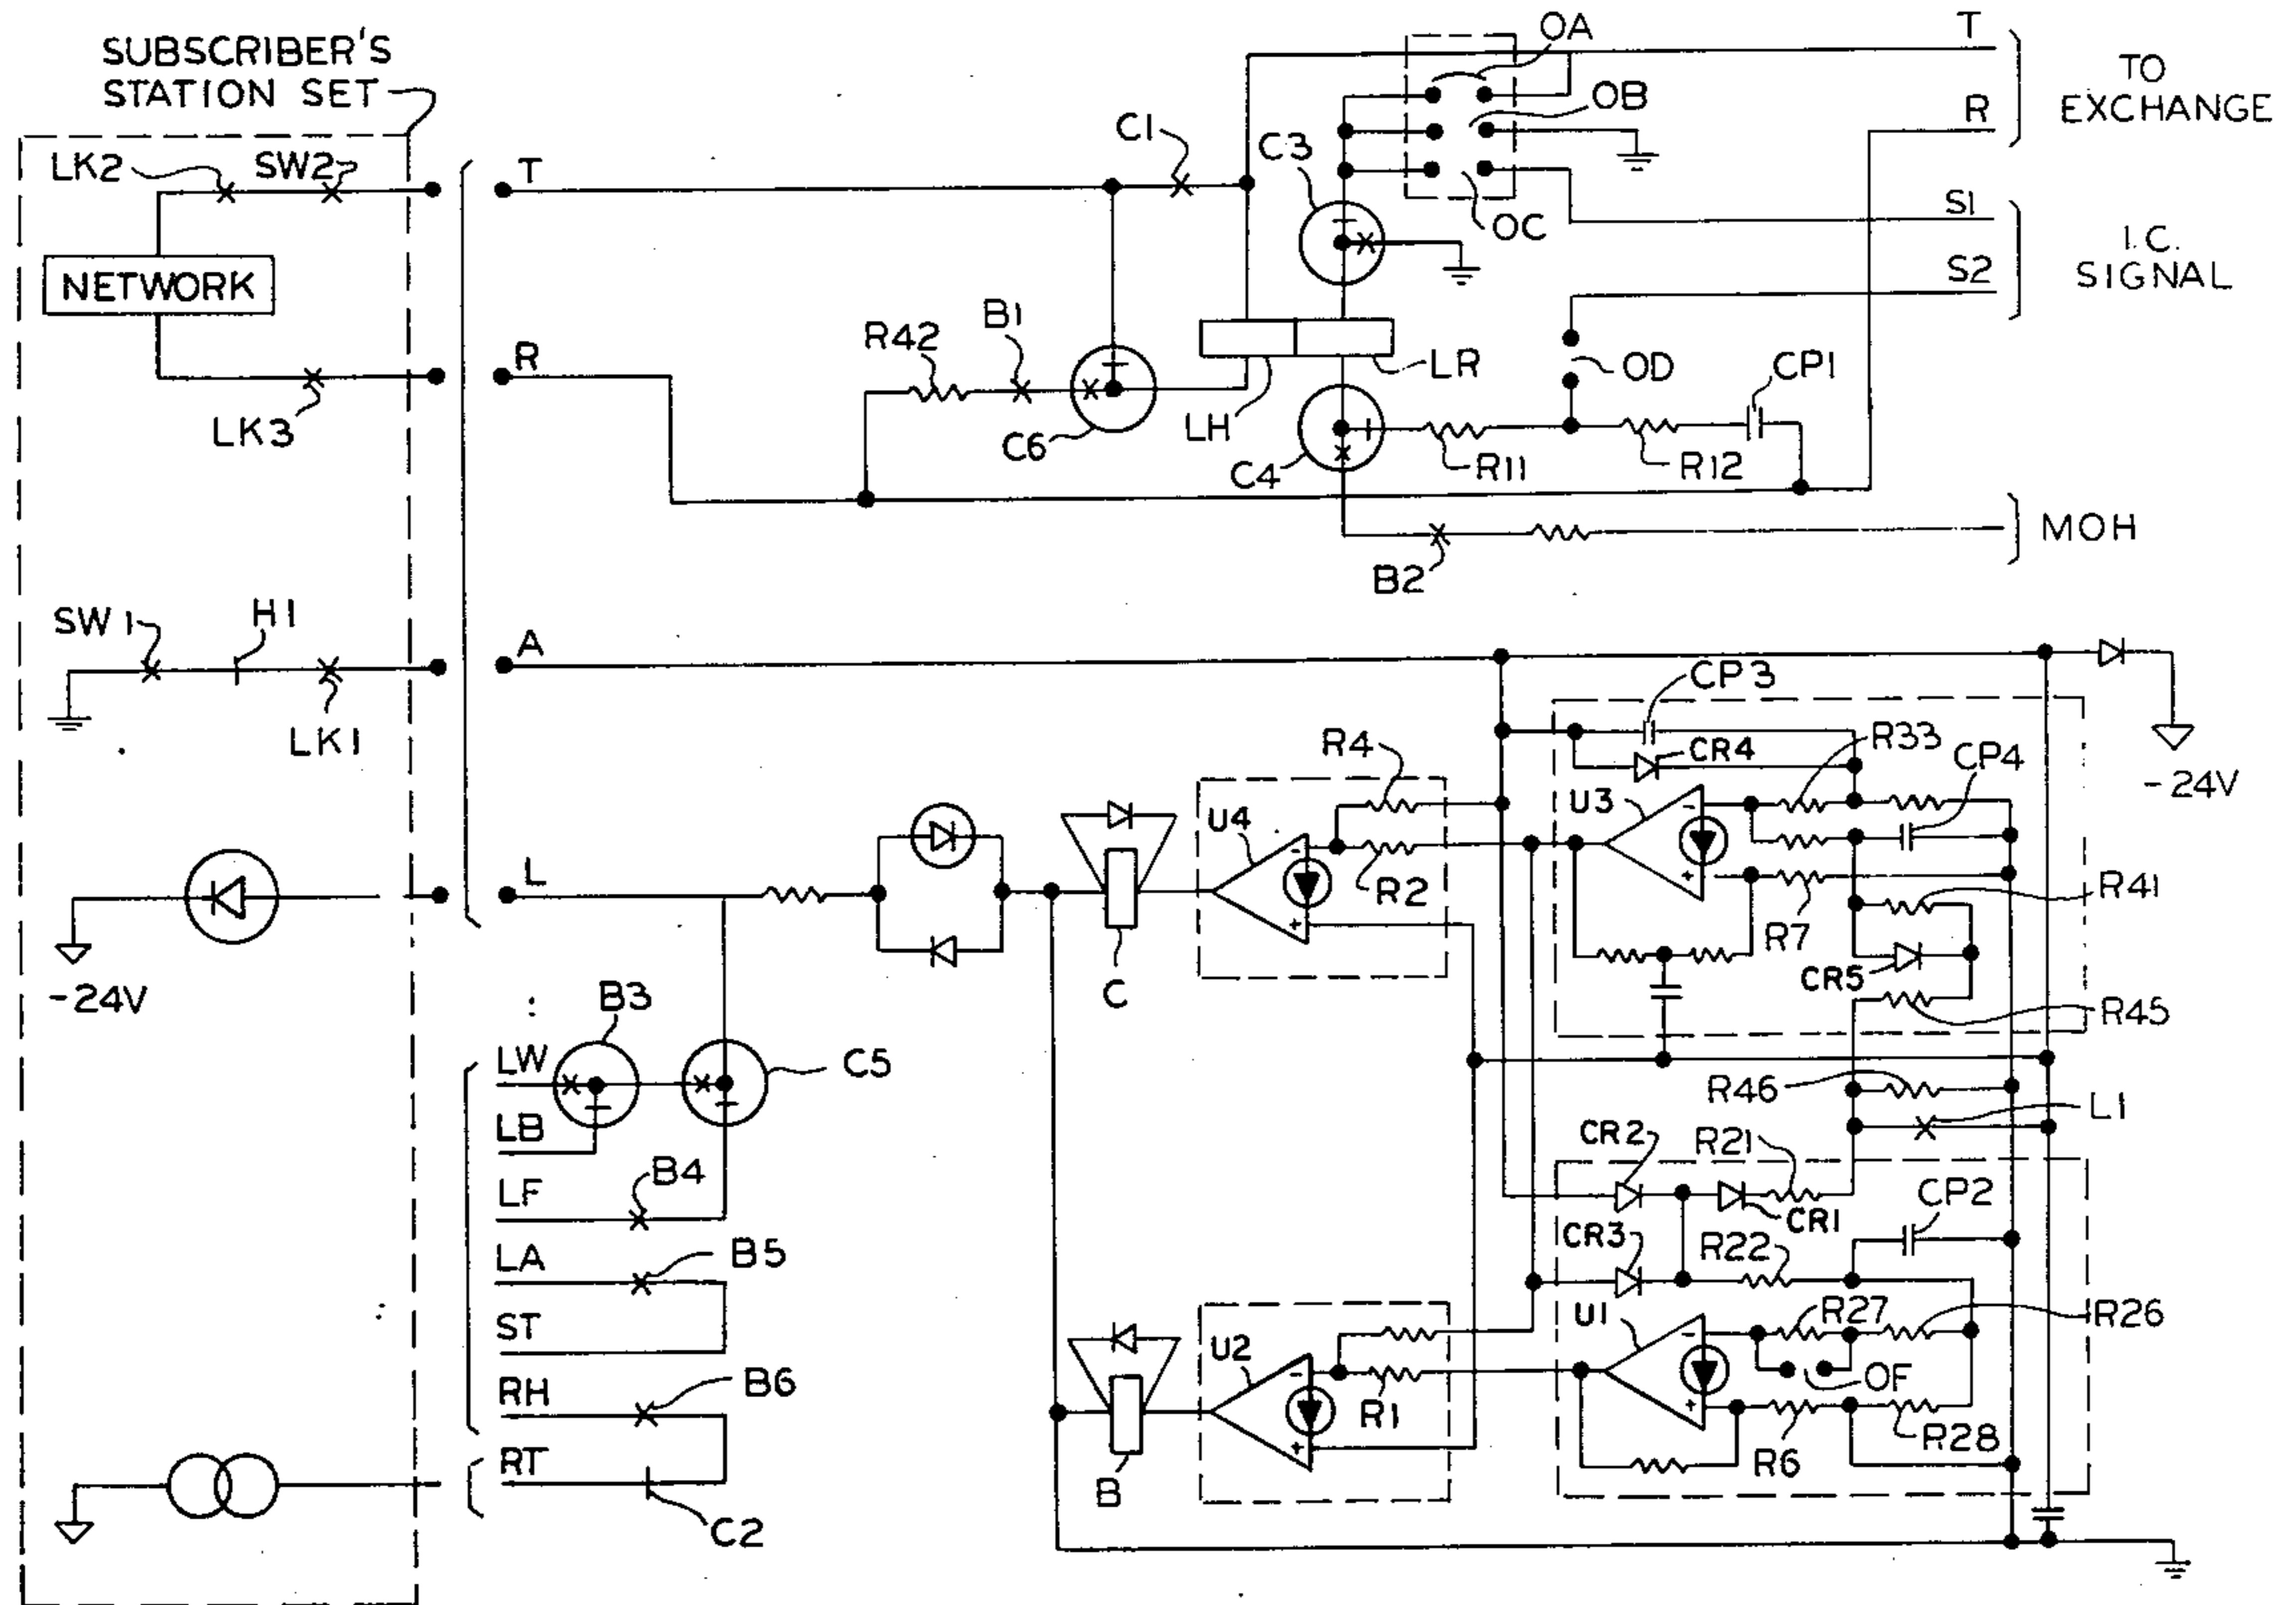 SUBSCRIBER'S
STATION SET
LK2
SW2
NETWORK
LK3
SW1
H1
LK1
-24V
T
R
A
L
C1
R42
B1
C6
LH
LR
C3
C4
OA
OB
OC
OD
R11
R12
CP1
B2
T
R
TO
EXCHANGE
S1
S2
I.C.
SIGNAL
MOH
-24V
CP3
CR4
R33
CP4
U3
-
+
R4
U4
-
+
R2
C
R7
R41
CR5
R45
R46
L1
B3
C5
LW
LB
LF
B4
LA
B5
ST
RH
B6
RT
C2
CR2
R21
CR1
CP2
CR3
R22
U1
-
+
R27
R26
OF
R6
R28
U2
-
+
R1
B